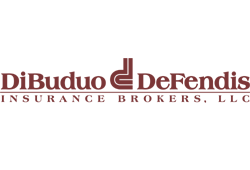 DiBuduo DeFendis
INSURANCE BROKERS, LLC